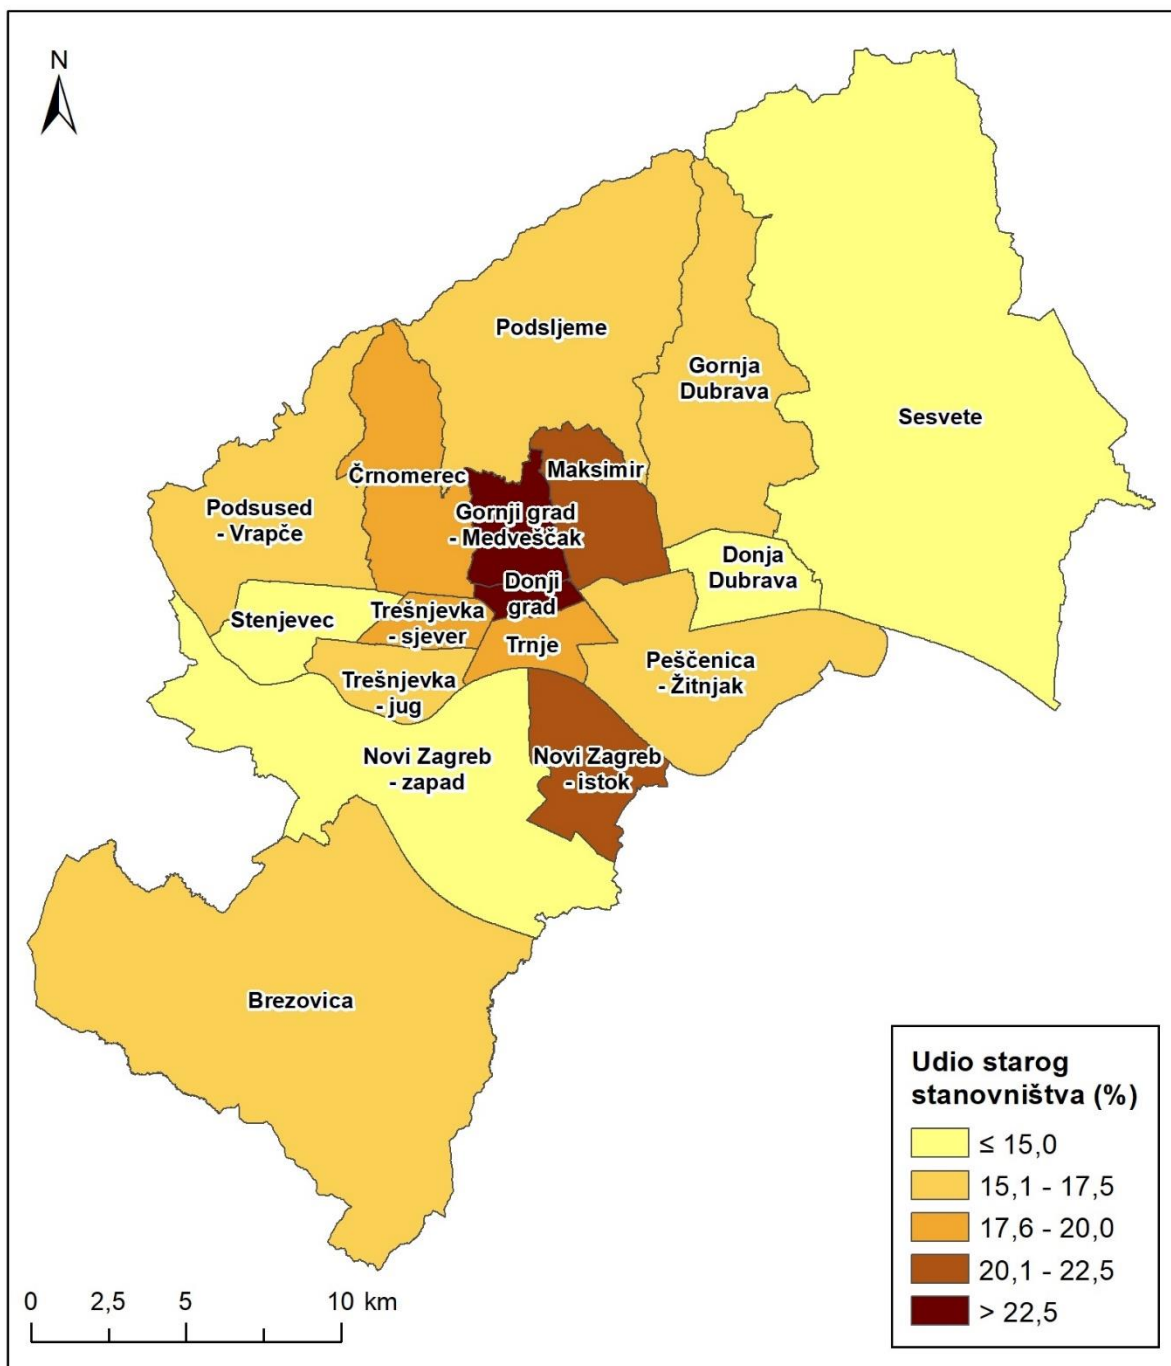 N
Podsljeme
Gornja
Dubrava
Sesvete
Črnomerec
Maksimir
Podsused
- Vrapče
Gornji grad
- Medveščak
Donja
Dubrava
Donji
grad
Stenjevec
Trešnjevka
- sjever
Trnje
Peščenica
- Žitnjak
Trešnjevka
- jug
Novi Zagreb
- zapad
Novi Zagreb
- istok
Brezovica
Udio starog
stanovništva (%)
≤ 15,0
15,1 - 17,5
17,6 - 20,0
20,1 - 22,5
> 22,5
0 2,5 5 10 km